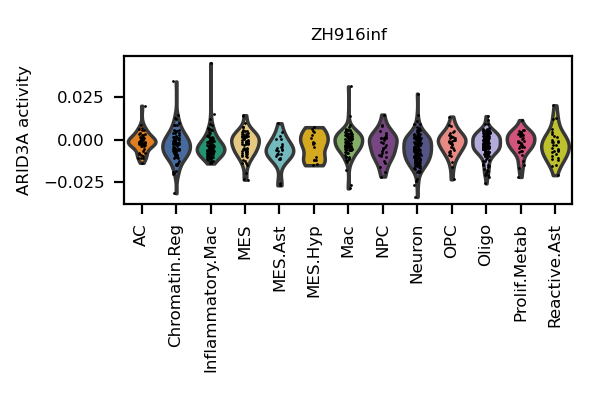 ZH916inf
ARID3A activity
0.025
0.000
−0.025
AC
Chromatin.Reg
Inflammatory.Mac
MES
MES.Ast
MES.Hyp
Mac
NPC
Neuron
OPC
Oligo
Prolif.Metab
Reactive.Ast